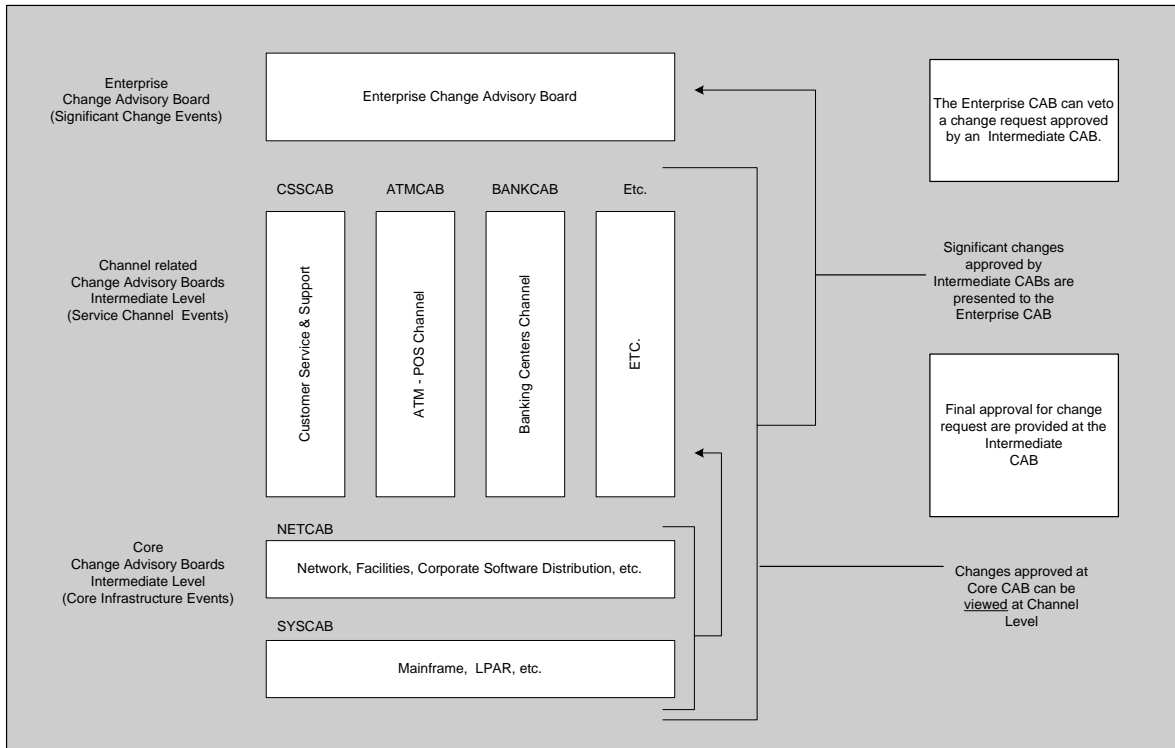 Enterprise
Change Advisory Board
(Significant Change Events)
Enterprise Change Advisory Board
The Enterprise CAB can veto
a change request approved
by an Intermediate CAB.
CSSCAB
ATMCAB
BANKCAB
Etc.
Channel related
Change Advisory Boards
Intermediate Level
(Service Channel Events)
Customer Service & Support
ATM - POS Channel
Banking Centers Channel
ETC.
Significant changes
approved by
Intermediate CABs are
presented to the
Enterprise CAB
Final approval for change
request are provided at the
Intermediate
CAB
Core
Change Advisory Boards
Intermediate Level
(Core Infrastructure Events)
NETCAB
Network, Facilities, Corporate Software Distribution, etc.
SYSCAB
Mainframe, LPAR, etc.
Changes approved at
Core CAB can be
viewed at Channel
Level